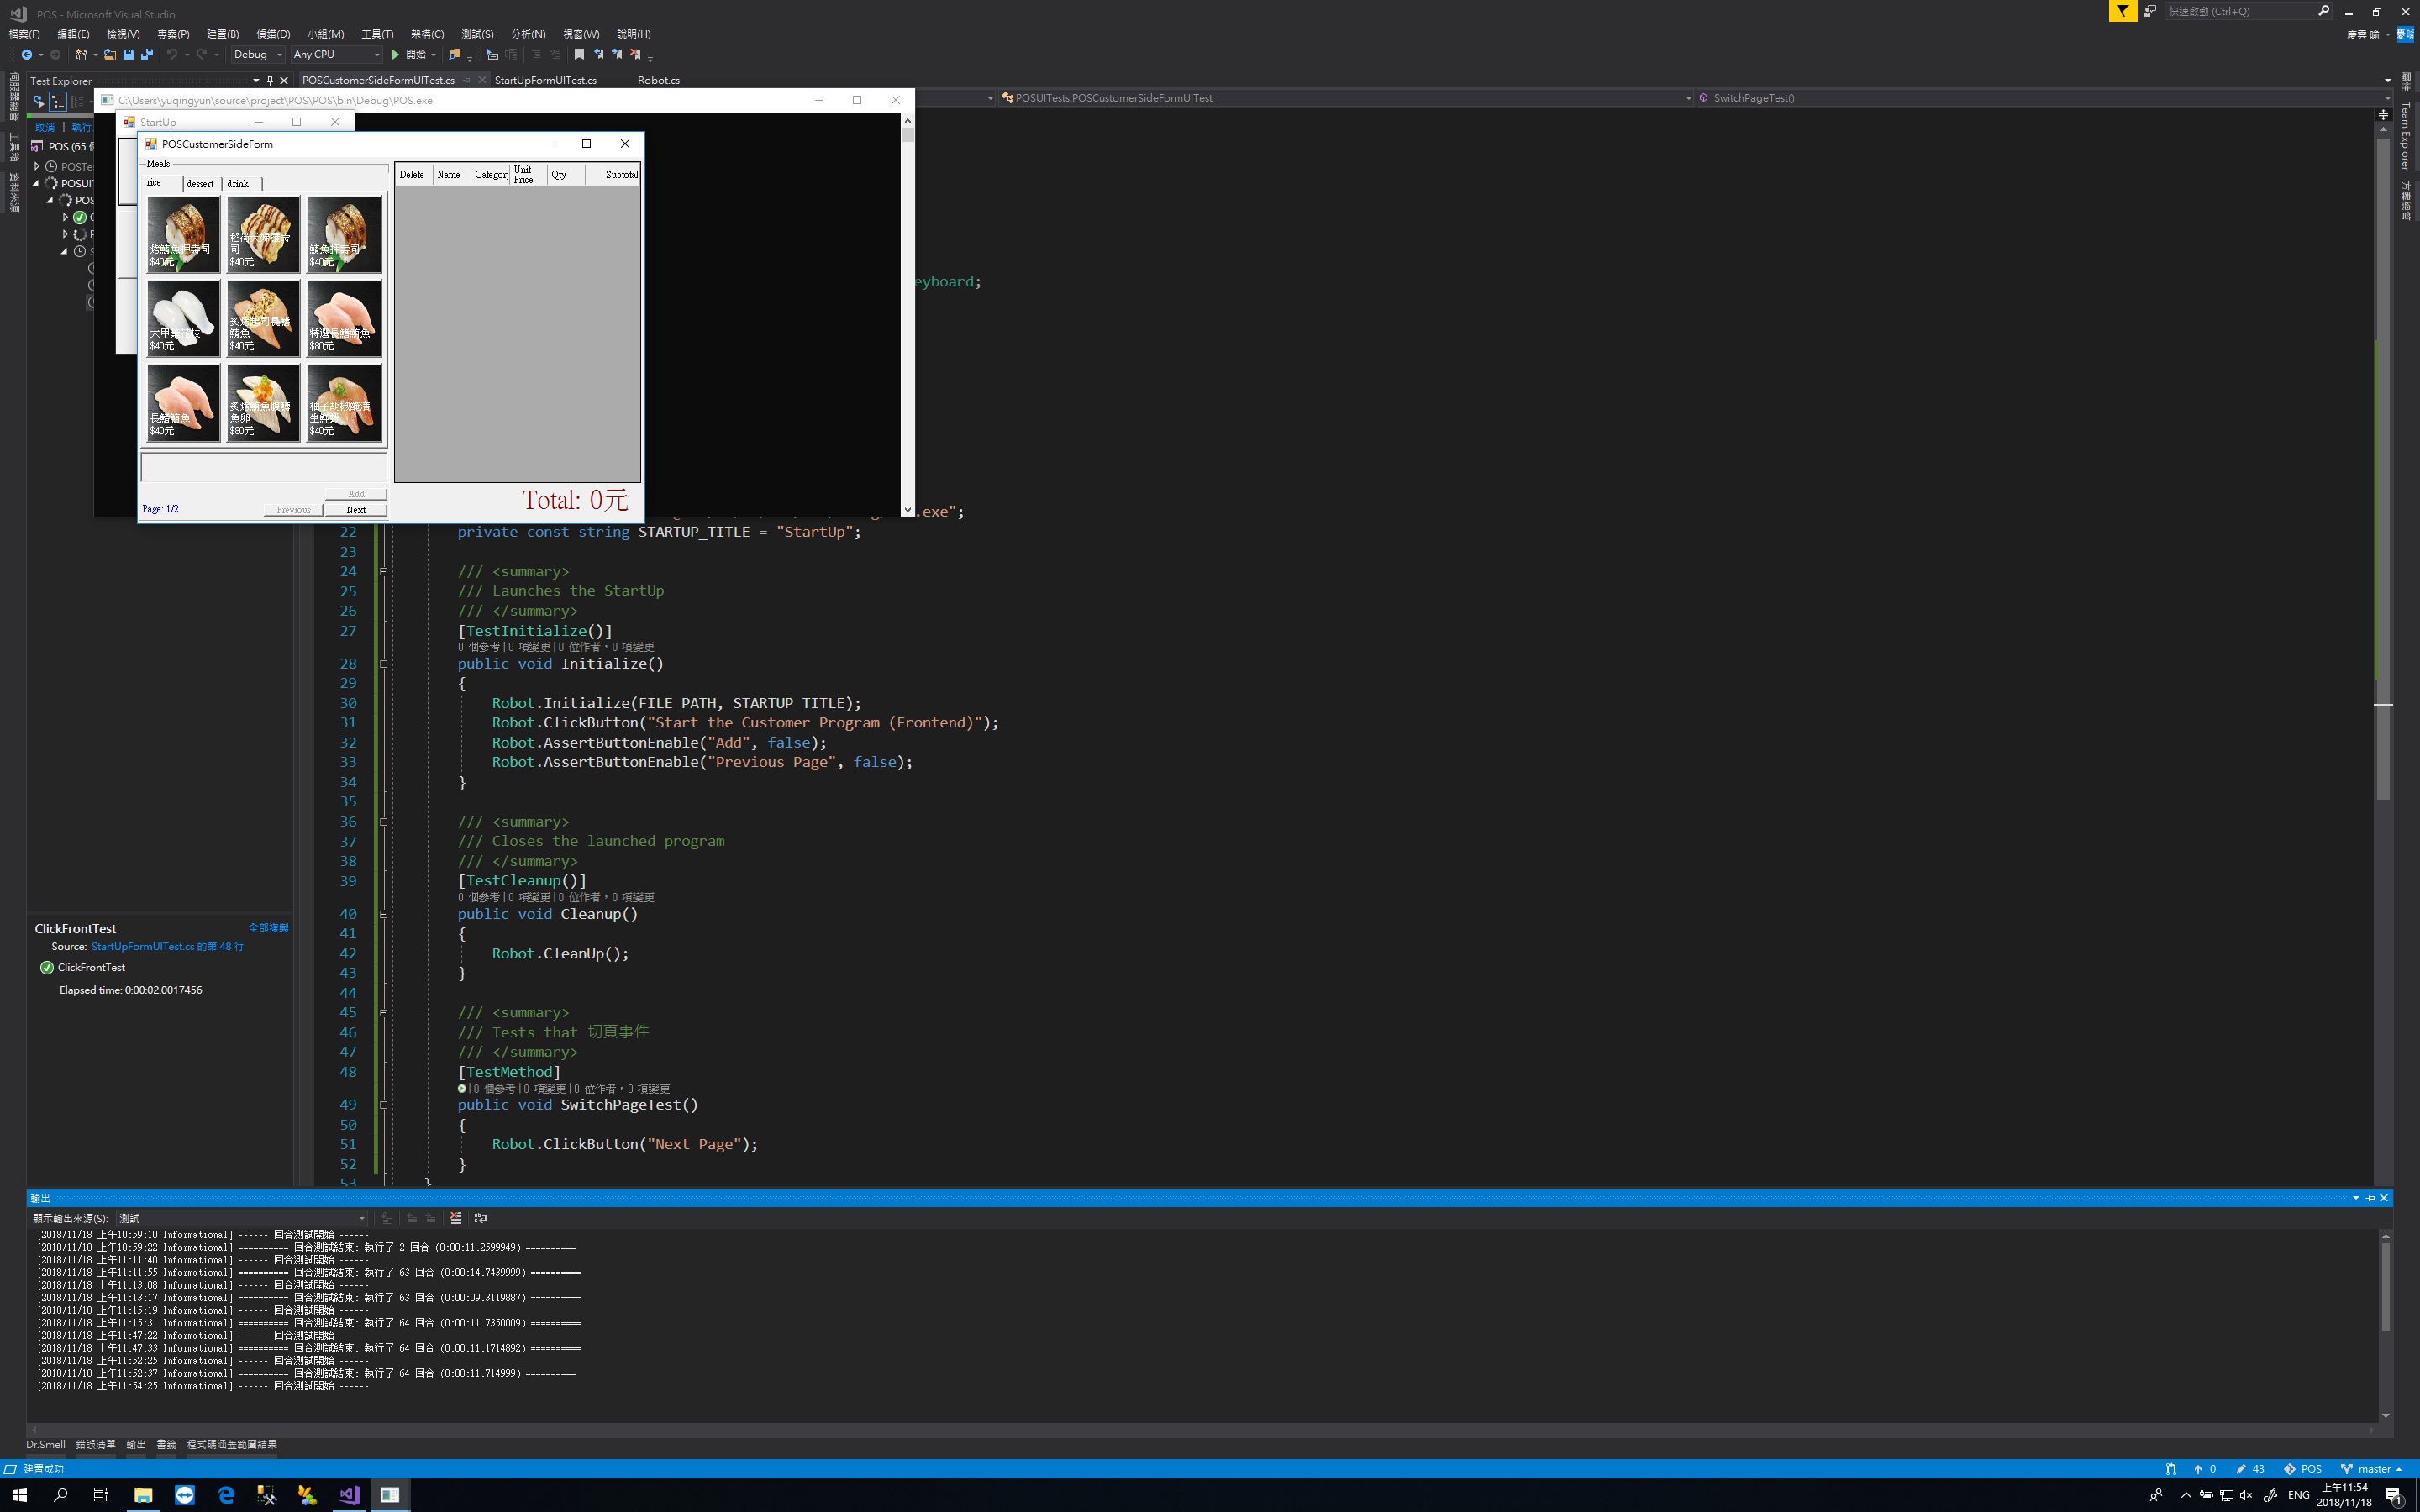 POS - Microsoft Visual Studio
快速啟動 (Ctrl+Q)
檔案(F) 編輯(E) 檢視(V) 專案(P) 建置(B) 偵錯(D) 小組(M) 工具(T) 架構(C) 測試(S) 分析(N) 視窗(W) 說明(H)
慶雲 喻
Debug Any CPU 開始
Test Explorer
POSCustomerSideFormUITest.cs StartUpFormUITest.cs Robot.cs
POSUITests.POSCustomerSideFormUITest SwitchPageTest()
取消 | 執行
POS (65
POSTe
POSUIT
POS
Team Explorer
C:\Users\yuqingyun\source\project\POS\POS\bin\Debug\POS.exe
StartUp
POSCustomerSideForm
Meals
rice dessert drink
Delete Name Categor Unit Price Qty Subtotal
$40元 $40元 $40元
$40元 $40元 特選長鰭鮪魚 $80元
長鰭鮪魚 $40元 $80元 $40元
Add
Page: 1/2 Previous Next
Total: 0元
eyboard;
.exe";
22 private const string STARTUP_TITLE = "StartUp";
23
24 /// <summary>
25 /// Launches the StartUp
26 /// </summary>
27 [TestInitialize()]
0 個參考|0 項變更|0 位作者，0 項變更
28 public void Initialize()
29 {
30 Robot.Initialize(FILE_PATH, STARTUP_TITLE);
31 Robot.ClickButton("Start the Customer Program (Frontend)");
32 Robot.AssertButtonEnable("Add", false);
33 Robot.AssertButtonEnable("Previous Page", false);
34 }
35
36 /// <summary>
37 /// Closes the launched program
38 /// </summary>
39 [TestCleanup()]
0 個參考|0 項變更|0 位作者，0 項變更
40 public void Cleanup()
41 {
42 Robot.CleanUp();
43 }
44
45 /// <summary>
46 /// Tests that 切頁事件
47 /// </summary>
48 [TestMethod]
|0 個參考|0 項變更|0 位作者，0 項變更
49 public void SwitchPageTest()
50 {
51 Robot.ClickButton("Next Page");
52 }
53 }
ClickFrontTest 全部複製
Source: StartUpFormUITest.cs 的第 48 行
ClickFrontTest
Elapsed time: 0:00:02.0017456
輸出
顯示輸出來源(S): 測試
[2018/11/18 上午10:59:10 Informational] ------ 回合測試開始 ------
[2018/11/18 上午10:59:22 Informational] ========== 回合測試結束: 執行了 2 回合 (0:00:11.2599949) ==========
[2018/11/18 上午11:11:40 Informational] ------ 回合測試開始 ------
[2018/11/18 上午11:11:55 Informational] ========== 回合測試結束: 執行了 63 回合 (0:00:14.7439999) ==========
[2018/11/18 上午11:13:08 Informational] ------ 回合測試開始 ------
[2018/11/18 上午11:13:17 Informational] ========== 回合測試結束: 執行了 63 回合 (0:00:09.3119887) ==========
[2018/11/18 上午11:15:19 Informational] ------ 回合測試開始 ------
[2018/11/18 上午11:15:31 Informational] ========== 回合測試結束: 執行了 64 回合 (0:00:11.7350009) ==========
[2018/11/18 上午11:47:22 Informational] ------ 回合測試開始 ------
[2018/11/18 上午11:47:33 Informational] ========== 回合測試結束: 執行了 64 回合 (0:00:11.1714892) ==========
[2018/11/18 上午11:52:25 Informational] ------ 回合測試開始 ------
[2018/11/18 上午11:52:37 Informational] ========== 回合測試結束: 執行了 64 回合 (0:00:11.714999) ==========
[2018/11/18 上午11:54:25 Informational] ------ 回合測試開始 ------
Dr.Smell 錯誤清單 輸出 書籤 程式碼涵蓋範圍結果
建置成功 0 43 POS master
ENG 上午11:54
2018/11/18